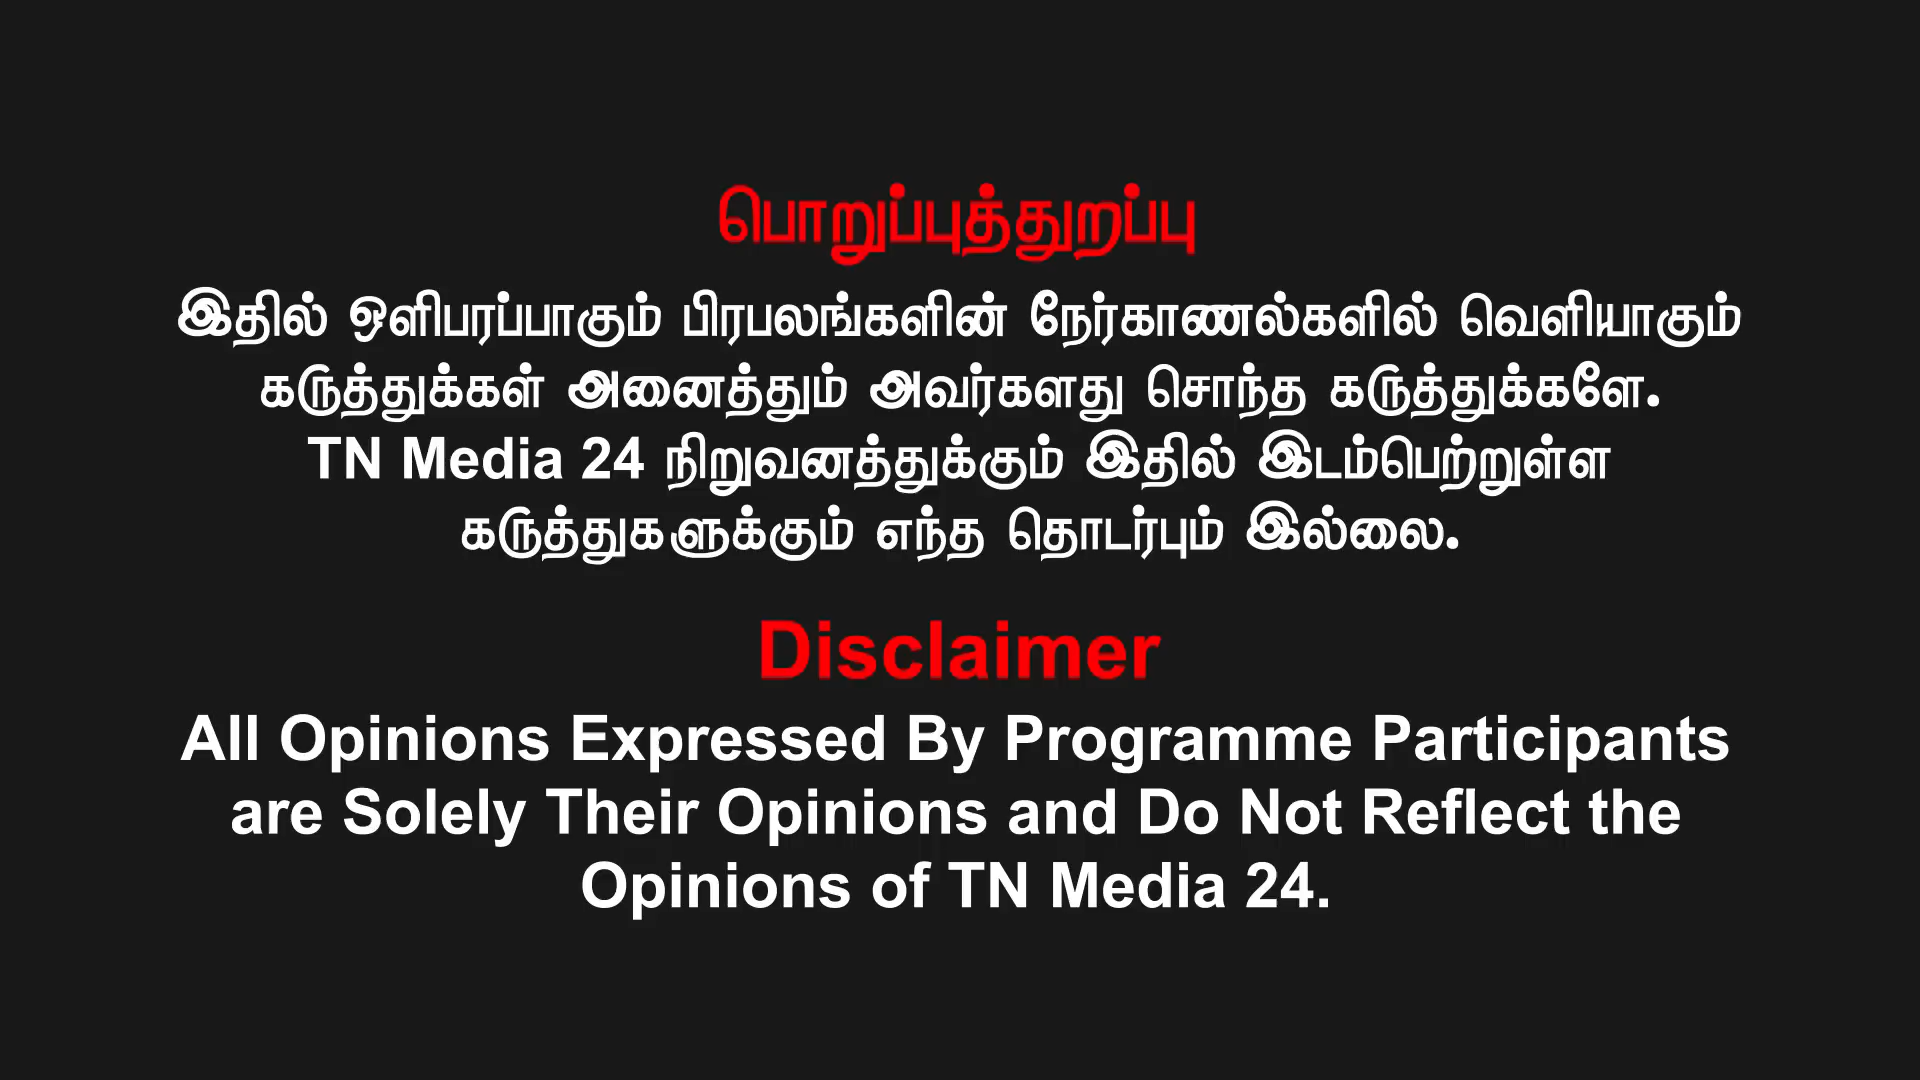 பொறுப்புத்துறப்பு
இதில் ஒளிபரப்பாகும் பிரபலங்களின் நேர்காணல்களில் வெளியாகும்
கருத்துக்கள் அனைத்தும் அவர்களது சொந்த கருத்துக்களே.
TN Media 24 நிறுவனத்துக்கும் இதில் இடம்பெற்றுள்ள
கருத்துகளுக்கும் எந்த தொடர்பும் இல்லை.
Disclaimer
All Opinions Expressed By Programme Participants
are Solely Their Opinions and Do Not Reflect the
Opinions of TN Media 24.